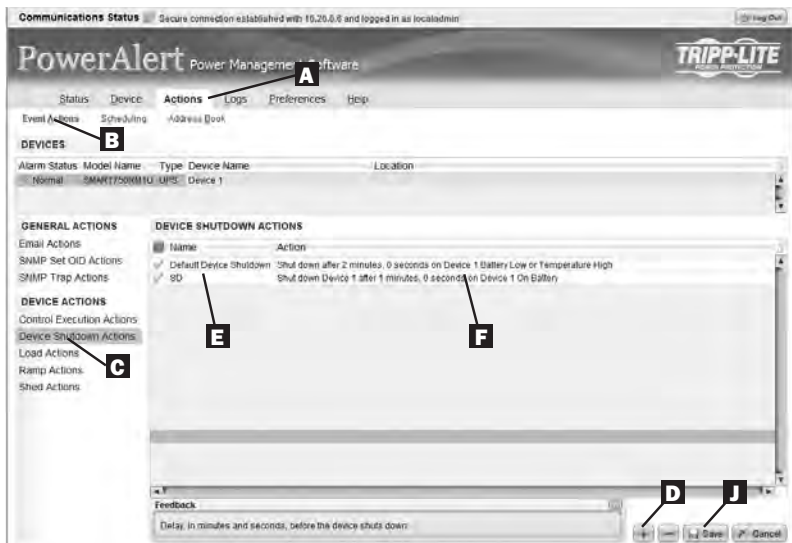 Communications Status Secure connection established with 10.20.0.6 and logged in as localadmin Log Out
PowerAlert Power Management Software
TRIPP·LITE
POWER PROTECTION
A
Status Device Actions Logs Preferences Help
Event Actions Scheduling Address Book
B
DEVICES
Alarm Status Model Name Type Device Name Location
Normal UPS Device 1
GENERAL ACTIONS
Email Actions
SNMP Set OID Actions
SNMP Trap Actions
DEVICE ACTIONS
Control Execution Actions
Device Shutdown Actions
Load Actions
Ramp Actions
Shed Actions
C
DEVICE SHUTDOWN ACTIONS
Name Action
Default Device Shutdown Shut down after 2 minutes, 0 seconds on Device 1 Battery Low or Temperature High
SD Shut down Device 1 after 1 minutes, 0 seconds on Device 1 On Battery
E F
D J
Feedback
Delay, in minutes and seconds, before the device shuts down.
+ − Save Cancel